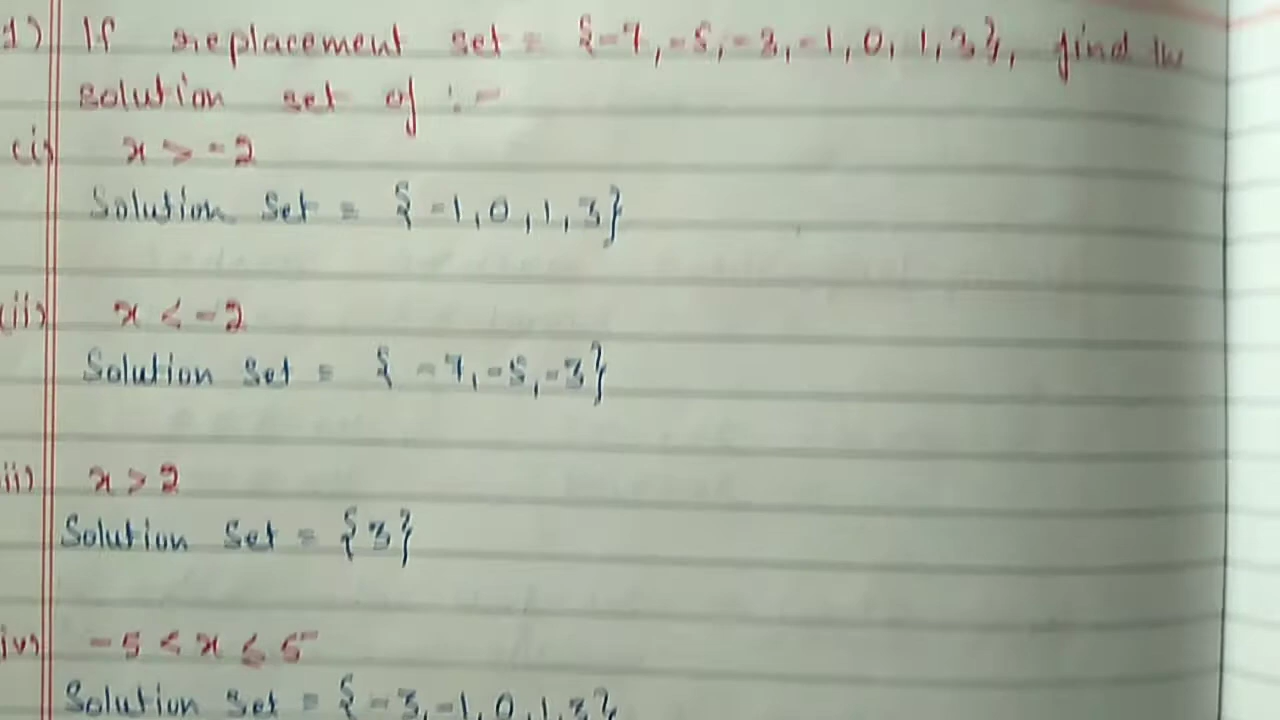 1) If replacement set = {-7, -5, -3, -1, 0, 1, 3}, find the
solution set of :-
(i) x > -2
Solution Set = { -1, 0, 1, 3}
(ii) x < -2
Solution Set = { -7, -5, -3}
iii) x > 2
Solution Set = {3}
iv) -5 < x ≤ 5
Solution Set = {-3, -1, 0, 1, 3}